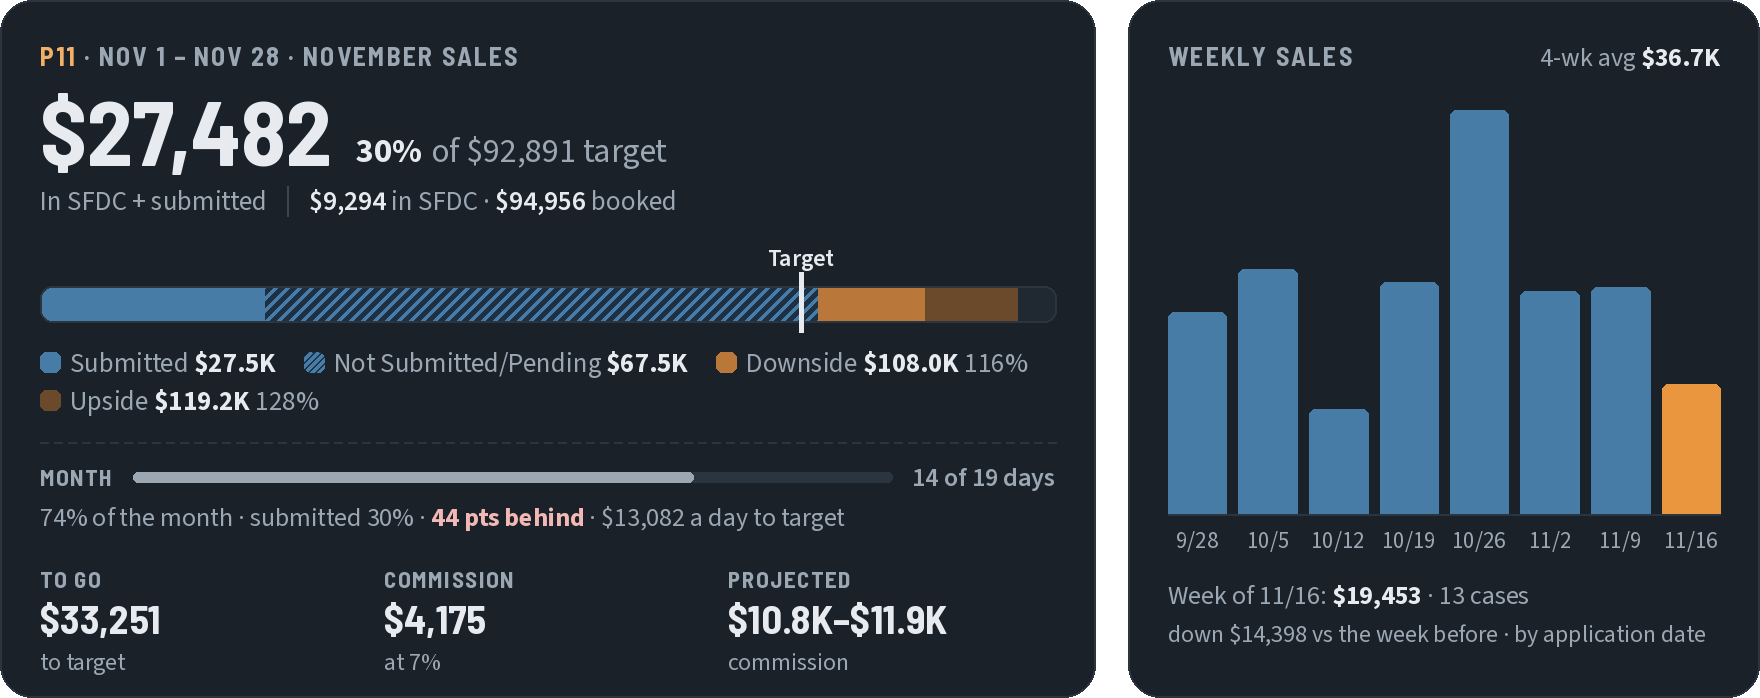 P11 · NOV 1 – NOV 28 · NOVEMBER SALES
$27,482 30% of $92,891 target
In SFDC + submitted | $9,294 in SFDC · $94,956 booked
Target
Submitted $27.5K Not Submitted/Pending $67.5K Downside $108.0K 116%
Upside $119.2K 128%
MONTH 14 of 19 days
74% of the month · submitted 30% · 44 pts behind · $13,082 a day to target
TO GO COMMISSION PROJECTED
$33,251 $4,175 $10.8K–$11.9K
to target at 7% commission
WEEKLY SALES 4-wk avg $36.7K
9/28 10/5 10/12 10/19 10/26 11/2 11/9 11/16
Week of 11/16: $19,453 · 13 cases
down $14,398 vs the week before · by application date